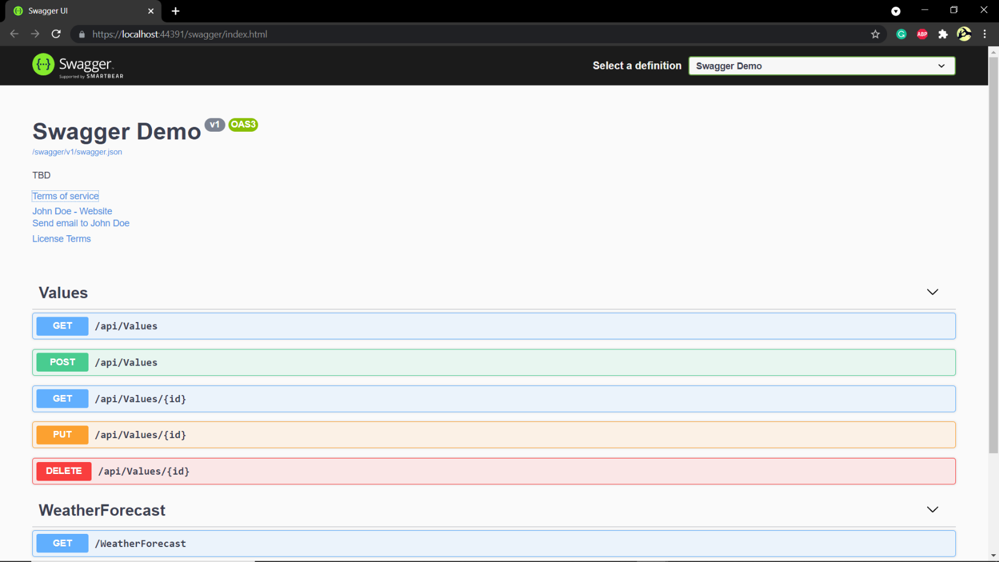 Swagger UI
https://localhost:44391/swagger/index.html
ABP
Swagger
Supported by SMARTBEAR
Select a definition
Swagger Demo
Swagger Demo v1 OAS3
/swagger/v1/swagger.json
TBD
Terms of service
John Doe - Website
Send email to John Doe
License Terms
Values
GET /api/Values
POST /api/Values
GET /api/Values/{id}
PUT /api/Values/{id}
DELETE /api/Values/{id}
WeatherForecast
GET /WeatherForecast